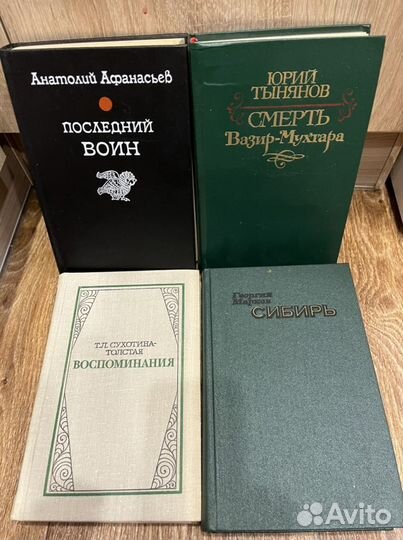 Анатолий Афанасьев
ПОСЛЕДНИЙ
ВОИН
ЮРИЙ
ТЫНЯНОВ
СМЕРТЬ
Вазир-Мухтара
Т.Л. СУХОТИНА-
ТОЛСТАЯ
ВОСПОМИНАНИЯ
Георгий
Марков
СИБИРЬ
Avito